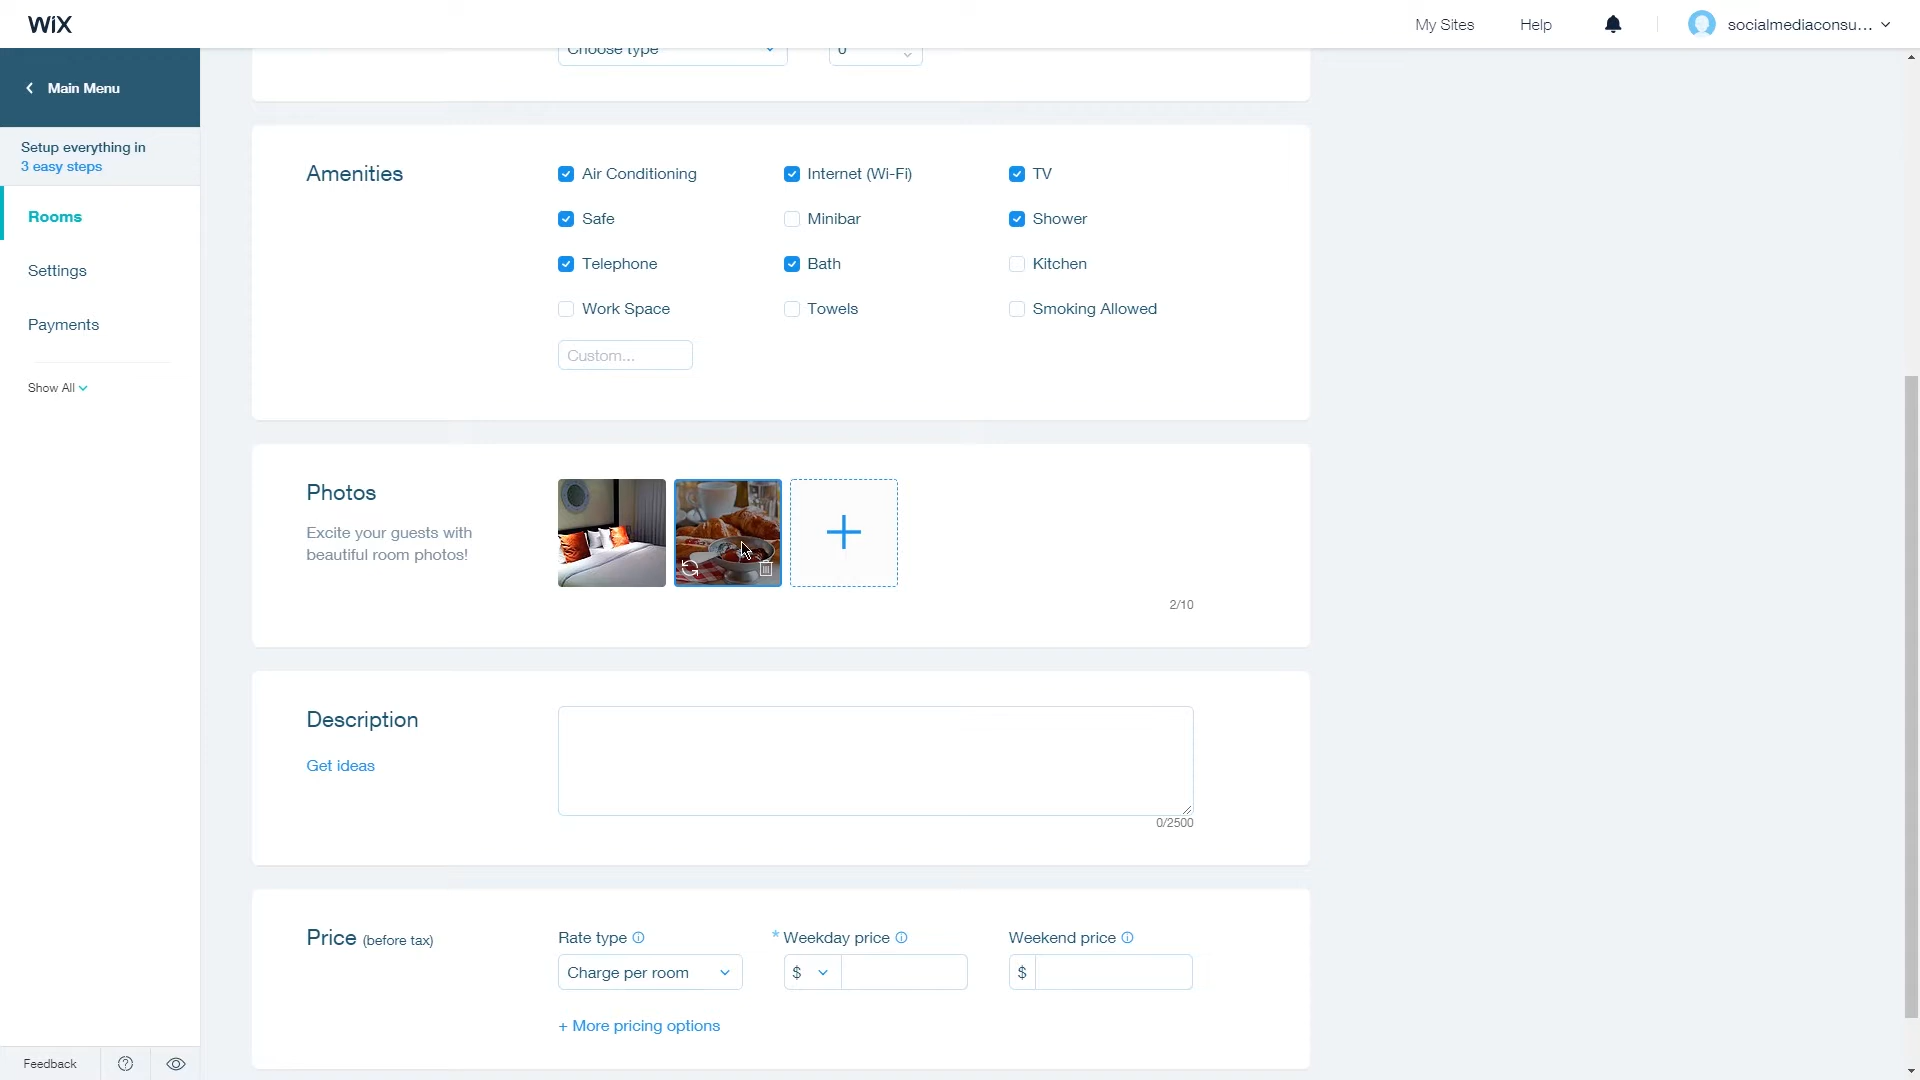 WiX
My Sites
Help
socialmediaconsu...
Main Menu
Setup everything in
3 easy steps
Rooms
Settings
Payments
Show All
Choose type
0
Amenities
Air Conditioning
Internet (Wi-Fi)
TV
Safe
Minibar
Shower
Telephone
Bath
Kitchen
Work Space
Towels
Smoking Allowed
Custom...
Photos
Excite your guests with
beautiful room photos!
2/10
Description
Get ideas
0/2500
Price (before tax)
Rate type
* Weekday price
Weekend price
Charge per room
$
$
+ More pricing options
Feedback